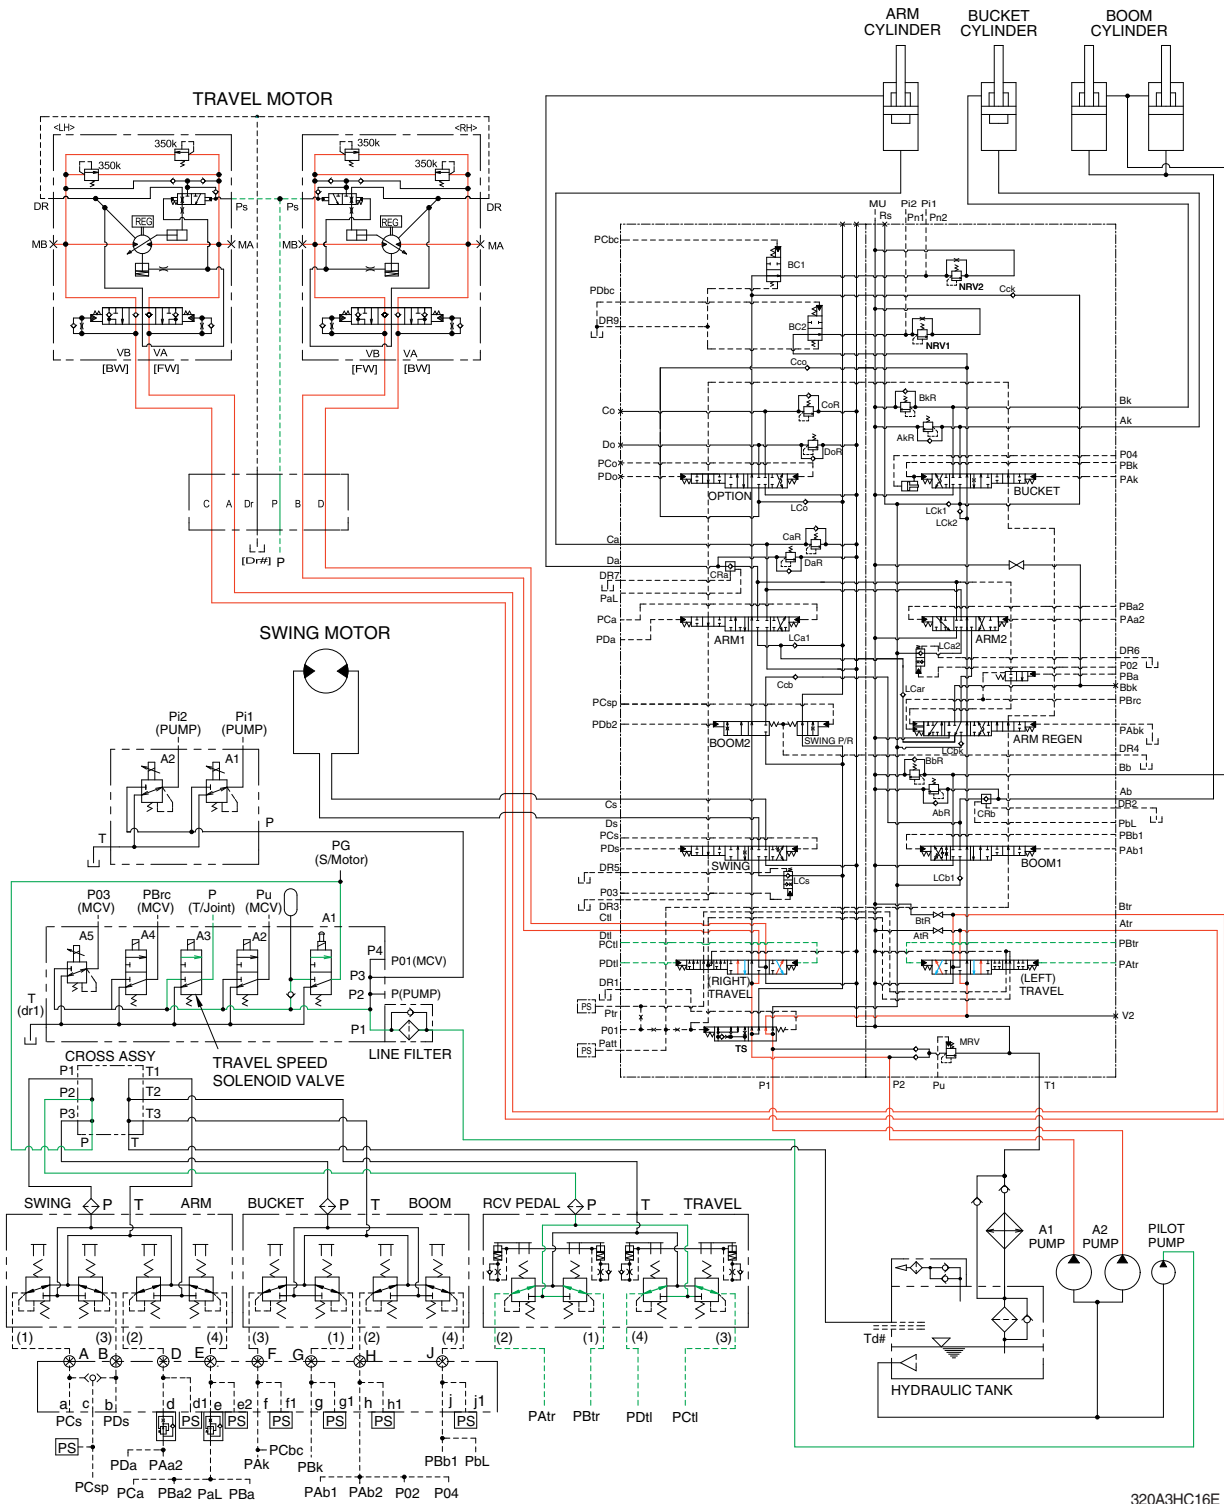 ARM CYLINDER
BUCKET CYLINDER
BOOM CYLINDER
TRAVEL MOTOR
<LH>
<RH>
350k
350k
350k
350k
DR
Ps
Ps
DR
REG
REG
MB
MA
MB
MA
VB
VA
VB
VA
[BW]
[FW]
[FW]
[BW]
C
A
Dr
P
B
D
[Dr#]
P
SWING MOTOR
Pi2 (PUMP)
Pi1 (PUMP)
A2
A1
T
P
PG (S/Motor)
P03 (MCV)
PBrc (MCV)
P (T/Joint)
Pu (MCV)
A5
A4
A3
A2
A1
P4
P01(MCV)
P3
P2
P(PUMP)
T (dr1)
P1
LINE FILTER
TRAVEL SPEED SOLENOID VALVE
CROSS ASSY
P1
T1
P2
T2
P3
T3
P
T
MU
Rs
Pi2
Pi1
Pn1
Pn2
PCbc
BC1
NRV2
PDbc
Cck
DR9
BC2
NRV1
Cco
Co
CoR
BkR
Bk
Do
DoR
AkR
Ak
PCo
P04
PBk
PDo
PAk
OPTION
BUCKET
LCo
LCk1
LCk2
Ca
CaR
Da
DaR
CRa
DR7
PaL
PCa
PBa2
PAa2
PDa
ARM1
ARM2
LCa1
LCa2
DR6
P02
PBa
Ccb
LCar
Bbk
PCsp
PBrc
PDb2
PAbk
BOOM2
SWING P/R
ARM REGEN
LCbk
DR4
BbR
Bb
Cs
AbR
CRb
Ab
DR2
Ds
PbL
PCs
PBb1
PDs
PAb1
SWING
BOOM1
DR5
LCs
LCb1
P03
DR3
Ctl
BtR
Btr
Dtl
AtR
Atr
PCtl
PBtr
PDtl
PAtr
(RIGHT) TRAVEL
(LEFT) TRAVEL
DR1
PS
Ptr
P01
V2
Patt
TS
MRV
PS
P1
P2
Pu
T1
SWING
P
T
ARM
BUCKET
P
T
BOOM
RCV PEDAL
P
T
TRAVEL
A1 PUMP
A2 PUMP
PILOT PUMP
Td#
HYDRAULIC TANK
(1)
(3)
(2)
(4)
(3)
(1)
(2)
(4)
(2)
(1)
(4)
(3)
A
B
D
E
F
G
H
J
a
c
b
d
d1
e
e2
f
f1
g
g1
h
h1
j
j1
PCs
PDs
PS
PS
PS
PS
PS
PS
PS
PCsp
PDa
PAa2
PCa
PBa2
PaL
PBa
PCbc
PAk
PBk
PAb1
PAb2
P02
P04
PBb1
PbL
PAtr
PBtr
PDtl
PCtl
320A3HC16E